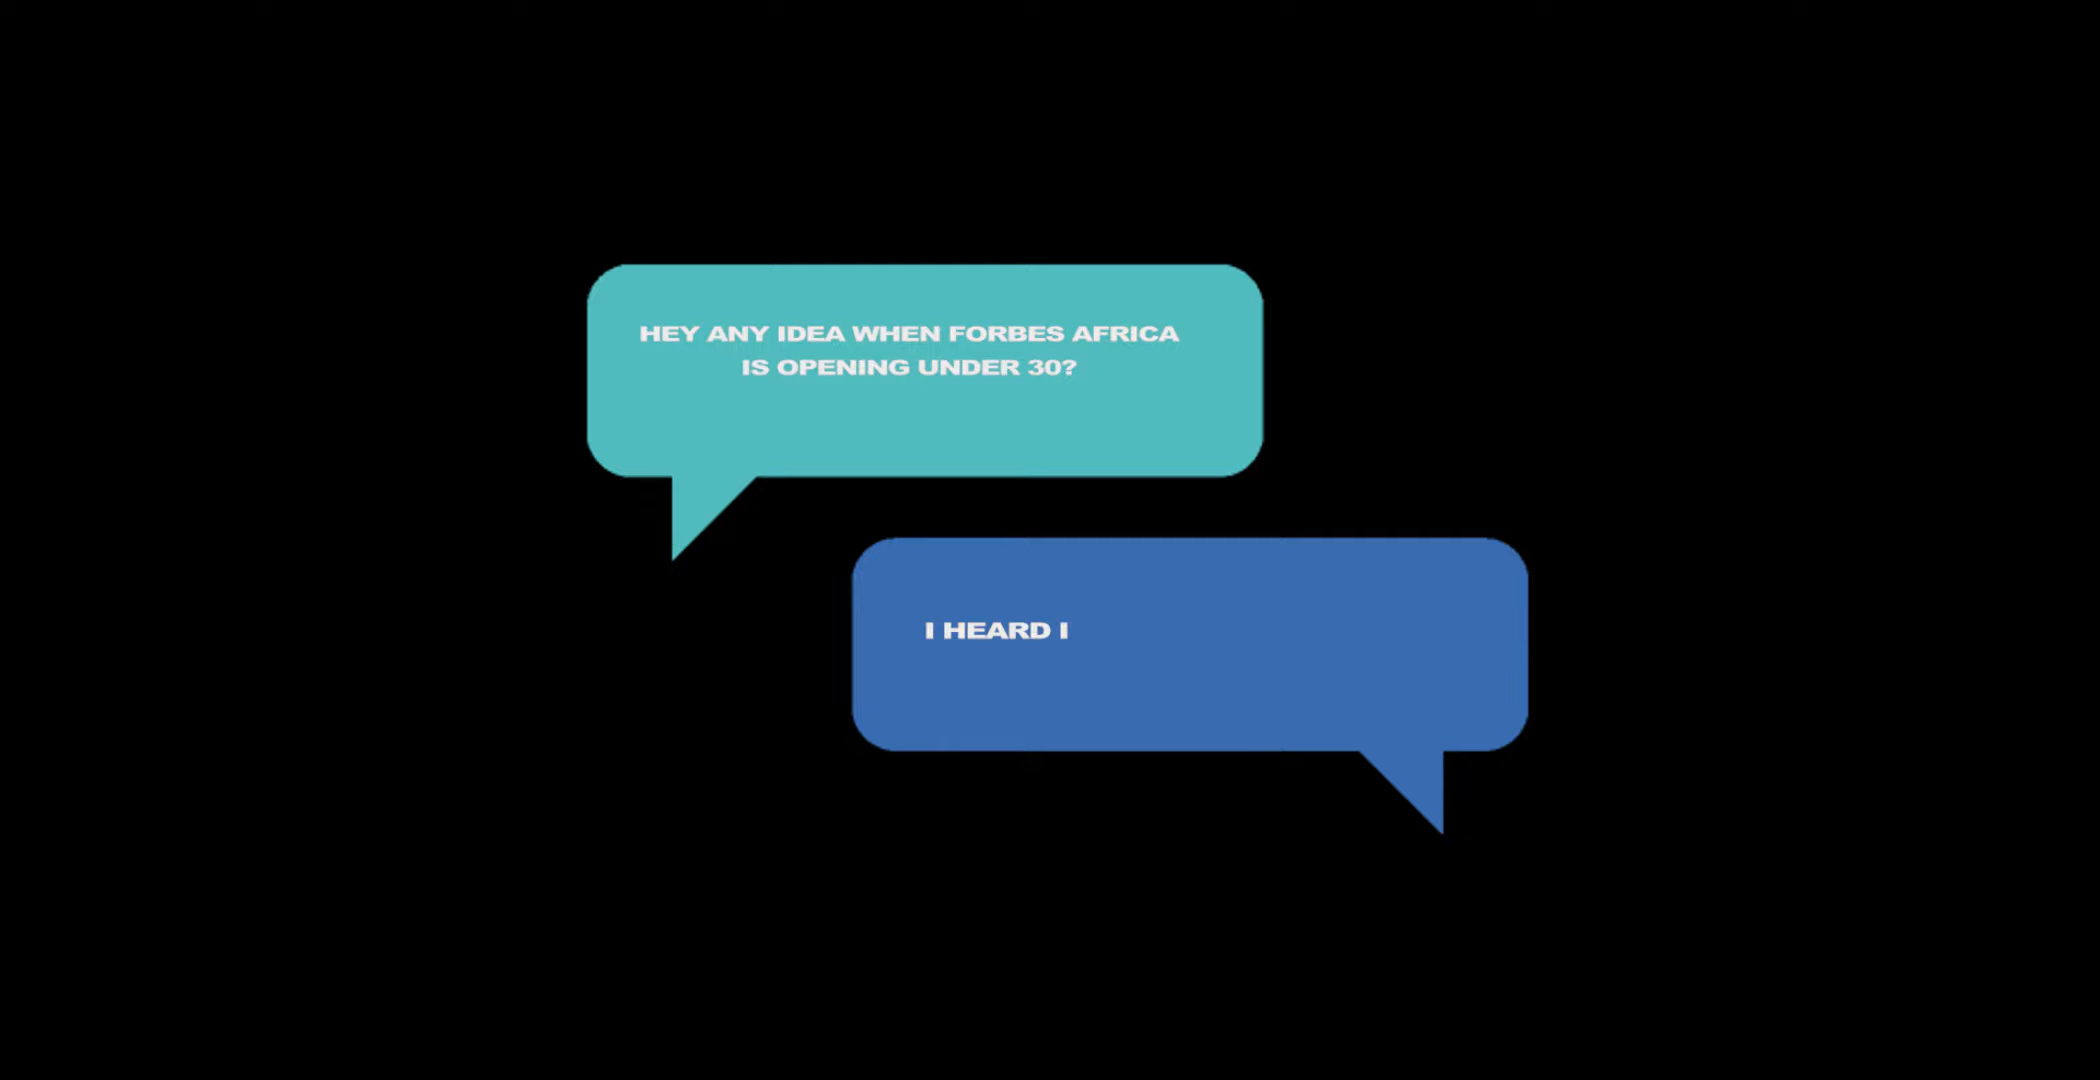 HEY ANY IDEA WHEN FORBES AFRICA
IS OPENING UNDER 30?
I HEARD I